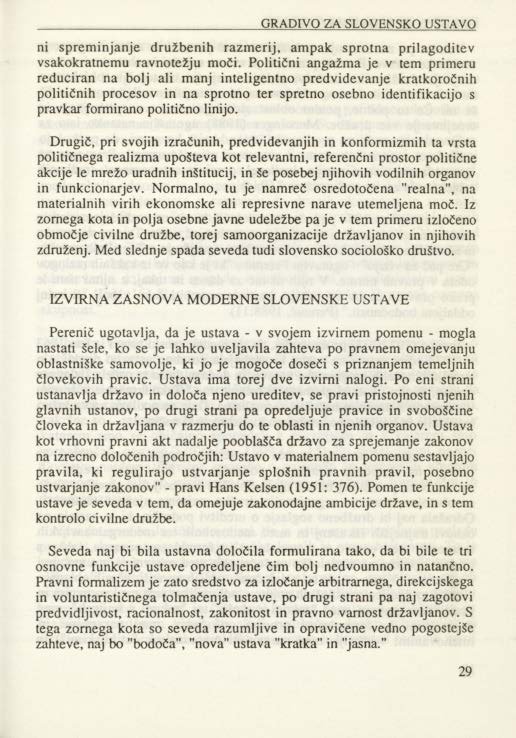 GRADIVO ZA SLOVENSKO USTAVO
ni spreminjanje družbenih razmerij, ampak sprotna prilagoditev
vsakokratnemu ravnotežju moči. Politični angažma je v tem primeru
reduciran na bolj ali manj inteligentno predvidevanje kratkoročnih
političnih procesov in na sprotno ter spretno osebno identifikacijo s
pravkar formirano politično linijo.
Drugič, pri svojih izračunih, predvidevanjih in konformizmih ta vrsta
političnega realizma upošteva kot relevantni, referenčni prostor politične
akcije le mrežo uradnih inštitucij, in še posebej njihovih vodilnih organov
in funkcionarjev. Normalno, tu je namreč osredotočena "realna", na
materialnih virih ekonomske ali represivne narave utemeljena moč. Iz
zornega kota in polja osebne javne udeležbe pa je v tem primeru izločeno
območje civilne družbe, torej samoorganizacije državljanov in njihovih
združenj. Med slednje spada seveda tudi slovensko sociološko društvo.
IZVIRNA ZASNOVA MODERNE SLOVENSKE USTAVE
Perenič ugotavlja, da je ustava - v svojem izvirnem pomenu - mogla
nastati šele, ko se je lahko uveljavila zahteva po pravnem omejevanju
oblastniške samovolje, ki jo je mogoče doseči s priznanjem temeljnih
človekovih pravic. Ustava ima torej dve izvirni nalogi. Po eni strani
ustanavlja državo in določa njeno ureditev, se pravi pristojnosti njenih
glavnih ustanov, po drugi strani pa opredeljuje pravice in svoboščine
človeka in državljana v razmerju do te oblasti in njenih organov. Ustava
kot vrhovni pravni akt nadalje pooblašča državo za sprejemanje zakonov
na izrecno določenih področjih: Ustavo v materialnem pomenu sestavljajo
pravila, ki regulirajo ustvarjanje splošnih pravnih pravil, posebno
ustvarjanje zakonov" - pravi Hans Kelsen (1951: 376). Pomen te funkcije
ustave je seveda v tem, da omejuje zakonodajne ambicije države, in s tem
kontrolo civilne družbe.
Seveda naj bi bila ustavna določila formulirana tako, da bi bile te tri
osnovne funkcije ustave opredeljene čim bolj nedvoumno in natančno.
Pravni formalizem je zato sredstvo za izločanje arbitrarnega, direkcijskega
in voluntarističnega tolmačenja ustave, po drugi strani pa naj zagotovi
predvidljivost, racionalnost, zakonitost in pravno varnost državljanov. S
tega zornega kota so seveda razumljive in opravičene vedno pogostejše
zahteve, naj bo "bodoča", "nova" ustava "kratka" in "jasna."
29